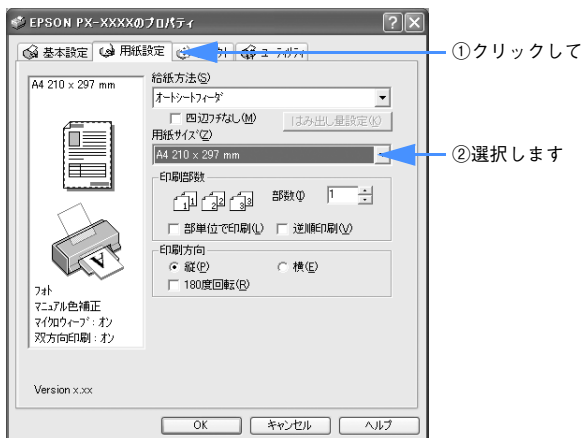 EPSON PX-XXXXのプロパティ
基本設定 用紙設定 ユーティリティ
①クリックして
A4 210 x 297 mm
給紙方法(S)
オートシートフィーダ
四辺フチなし(M) はみ出し量設定(K)
用紙サイズ(Z)
A4 210 x 297 mm
②選択します
印刷部数
部数(I) 1
部単位で印刷(L) 逆順印刷(V)
印刷方向
縦(P) 横(E)
180度回転(R)
フォト
マニュアル色補正
マイクロウィーブ：オン
双方向印刷：オン
Version x.xx
OK キャンセル ヘルプ